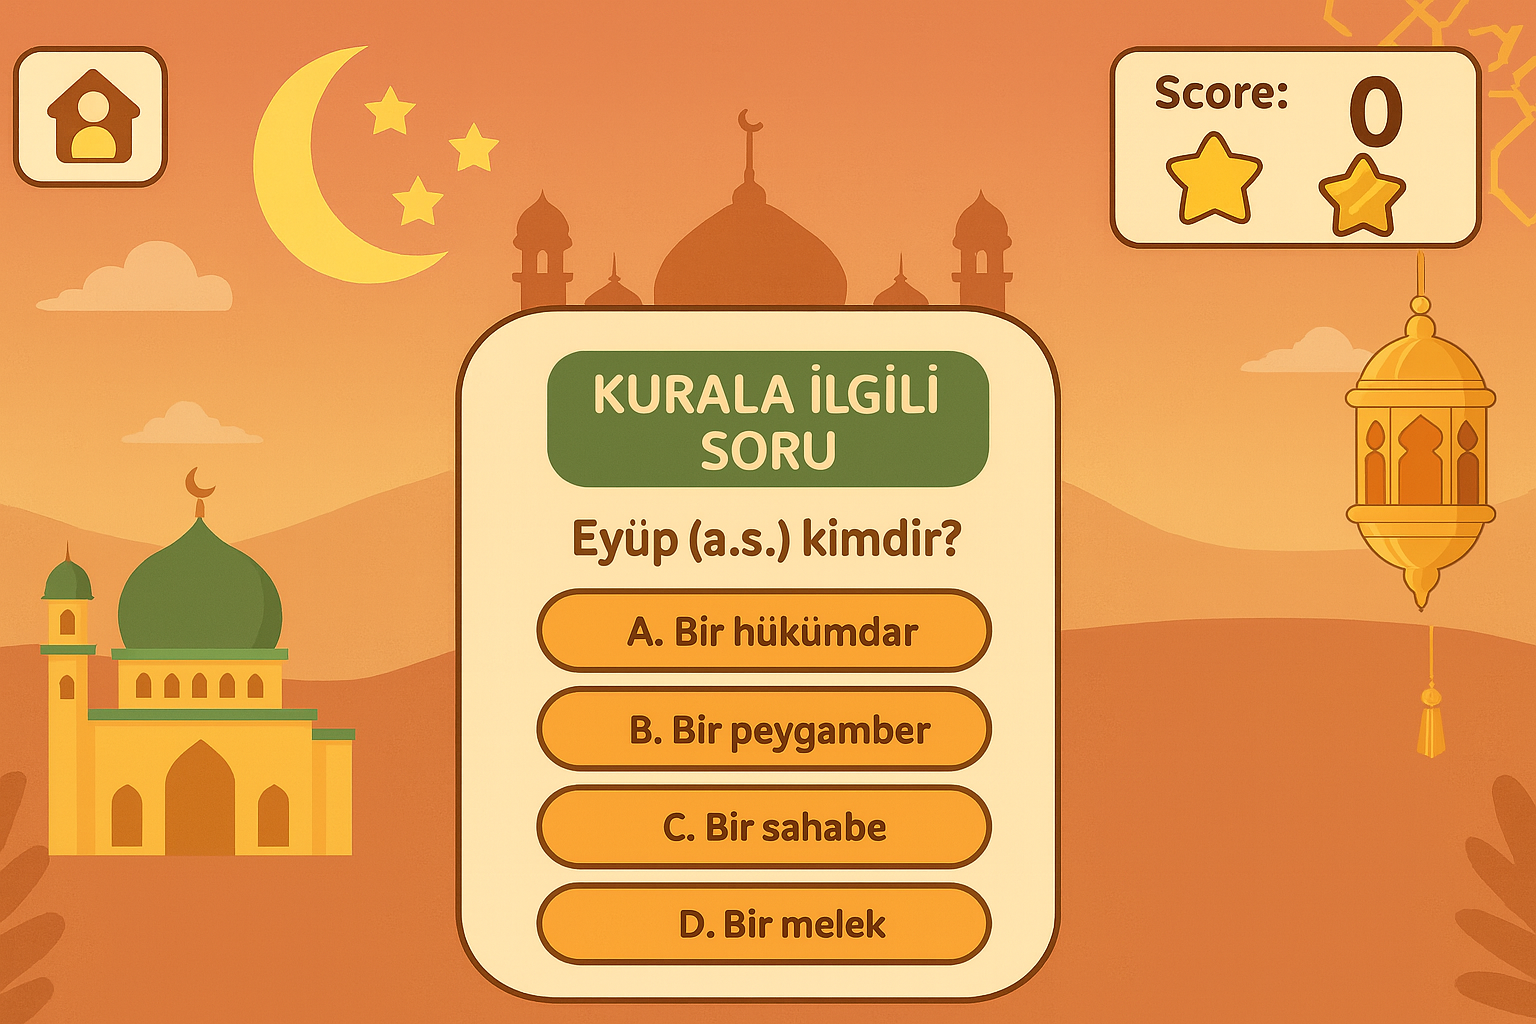 Score: 0
KURALA İLGİLİ
SORU
Eyüp (a.s.) kimdir?
A. Bir hükümdar
B. Bir peygamber
C. Bir sahabe
D. Bir melek